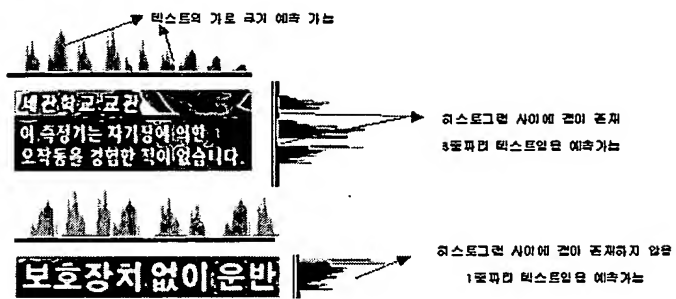 텍스트의 가로 크기 예측 가능
세관학교 교관
이 측정기는 자기장에 의한
오작동을 경험한 적이 없습니다.
히스토그램 사이에 갭이 존재
3줄짜리 텍스트임을 예측가능
보호장치 없이 운반
히스토그램 사이에 갭이 존재하지 않음
1줄짜리 텍스트임을 예측가능